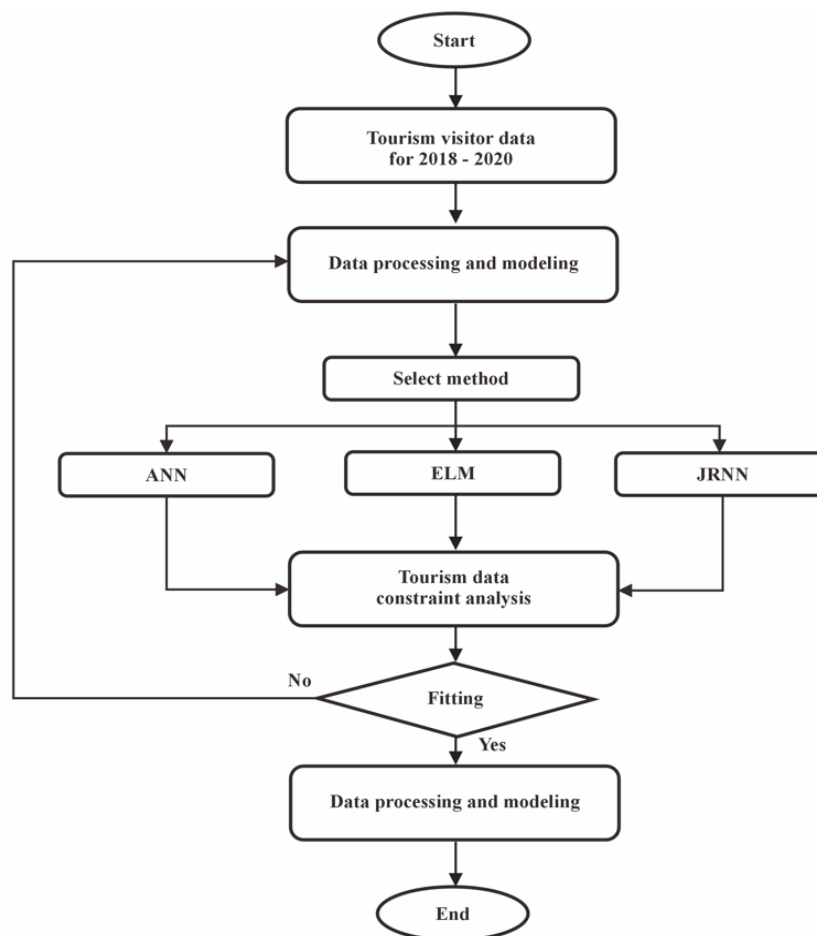 Start
Tourism visitor data
for 2018 - 2020
Data processing and modeling
Select method
ANN
ELM
JRNN
Tourism data
constraint analysis
No
Fitting
Yes
Data processing and modeling
End